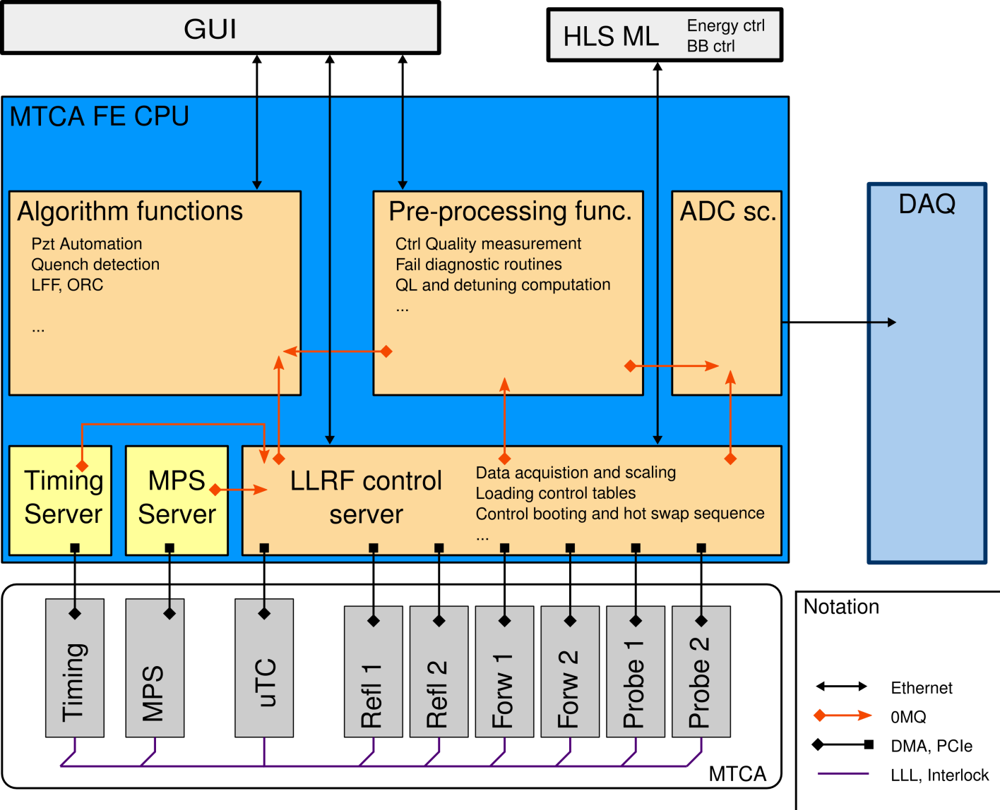 GUI
HLS ML
Energy ctrl
BB ctrl
MTCA FE CPU
Algorithm functions
Pzt Automation
Quench detection
LFF, ORC
...
Pre-processing func.
Ctrl Quality measurement
Fail diagnostic routines
QL and detuning computation
...
ADC sc.
DAQ
Timing
Server
MPS
Server
LLRF control
server
Data acquistion and scaling
Loading control tables
Control booting and hot swap sequence
...
Timing
MPS
uTC
Refl 1
Refl 2
Forw 1
Forw 2
Probe 1
Probe 2
MTCA
Notation
Ethernet
0MQ
DMA, PCIe
LLL, Interlock